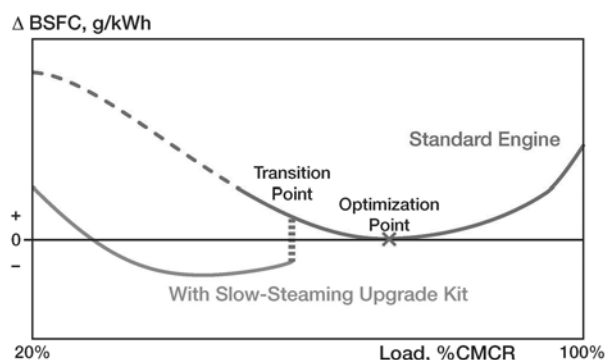 Δ BSFC, g/kWh
Standard Engine
Transition
Point
Optimization
Point
+
0
–
With Slow-Steaming Upgrade Kit
20%
Load, %CMCR
100%